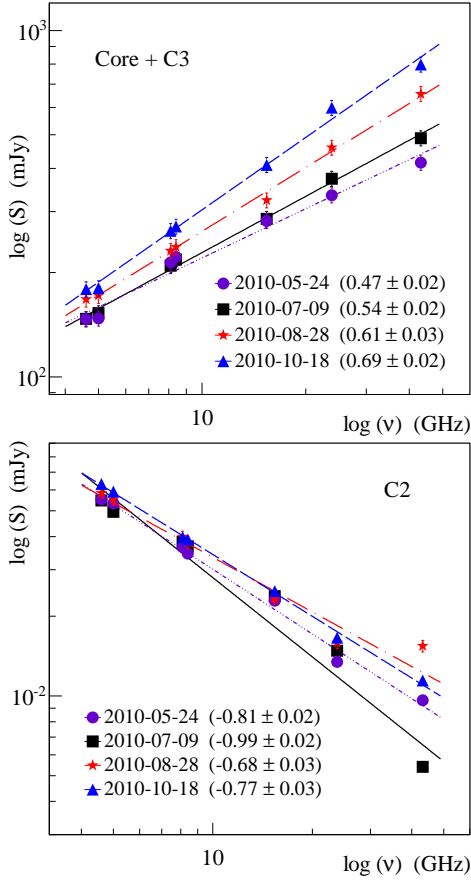 10³
Core + C3
log (S) (mJy)
2010-05-24 (0.47 ± 0.02)
2010-07-09 (0.54 ± 0.02)
2010-08-28 (0.61 ± 0.03)
2010-10-18 (0.69 ± 0.02)
10²
10
log (ν) (GHz)
C2
log (S) (mJy)
10⁻²
2010-05-24 (-0.81 ± 0.02)
2010-07-09 (-0.99 ± 0.02)
2010-08-28 (-0.68 ± 0.03)
2010-10-18 (-0.77 ± 0.03)
10
log (ν) (GHz)